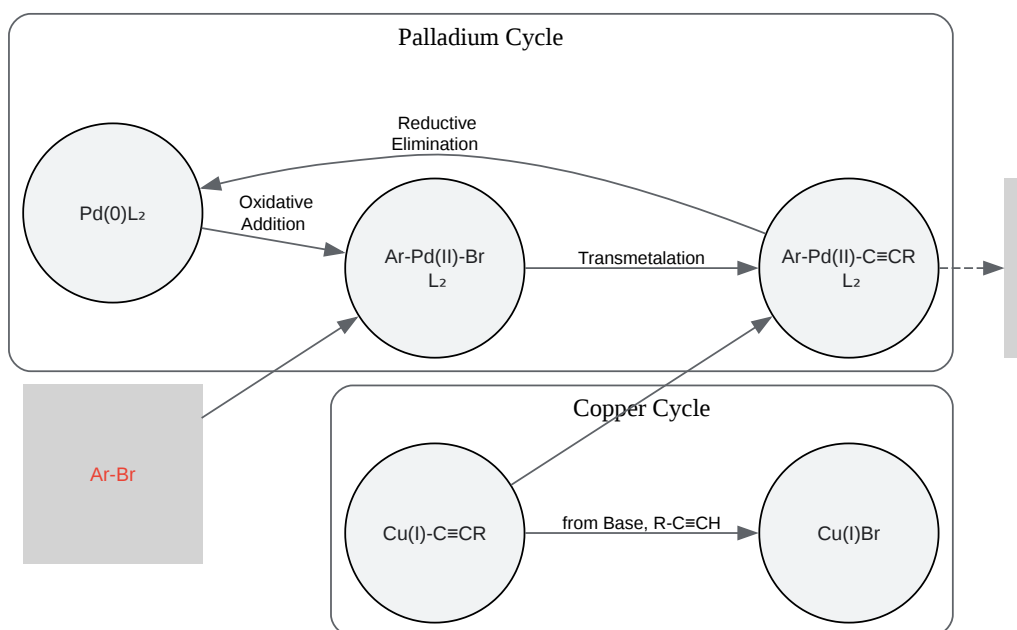 Palladium Cycle
Reductive
Elimination
Oxidative
Addition
Pd(0)L₂
Ar-Pd(II)-Br
L₂
Transmetalation
Ar-Pd(II)-C≡CR
L₂
Copper Cycle
Ar-Br
Cu(I)-C≡CR
from Base, R-C≡CH
Cu(I)Br